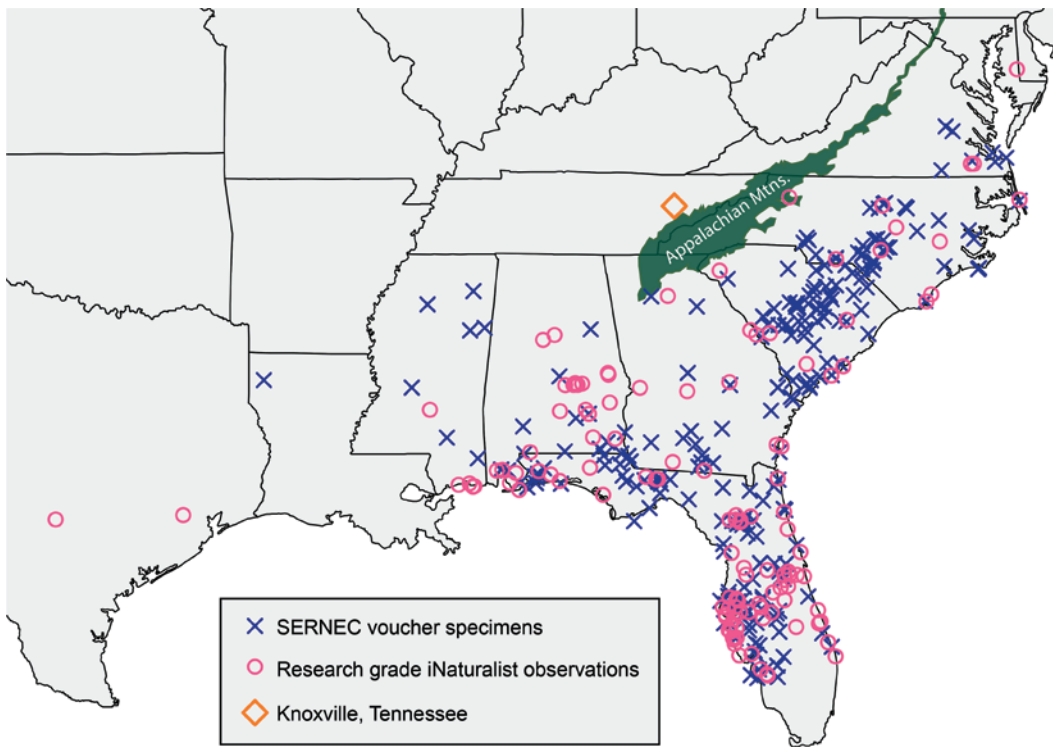 Appalachian Mtns.
SERNEC voucher specimens
Research grade iNaturalist observations
Knoxville, Tennessee